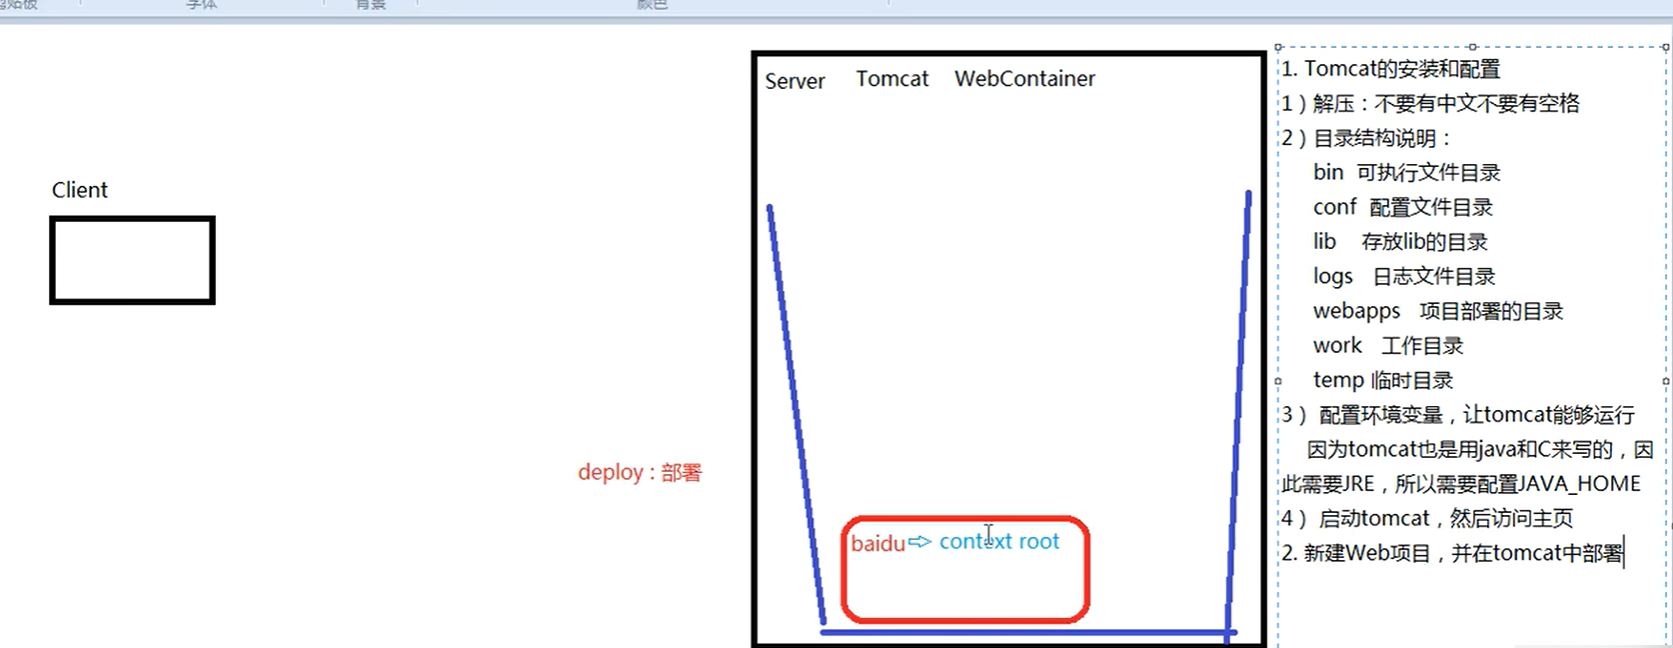 字体
背景
颜色
Client
deploy : 部署
Server Tomcat WebContainer
baidu context root
1. Tomcat的安装和配置
1）解压：不要有中文不要有空格
2）目录结构说明：
bin 可执行文件目录
conf 配置文件目录
lib 存放lib的目录
logs 日志文件目录
webapps 项目部署的目录
work 工作目录
temp 临时目录
3） 配置环境变量，让tomcat能够运行
因为tomcat也是用java和C来写的，因
此需要JRE，所以需要配置JAVA_HOME
4） 启动tomcat，然后访问主页
2. 新建Web项目，并在tomcat中部署